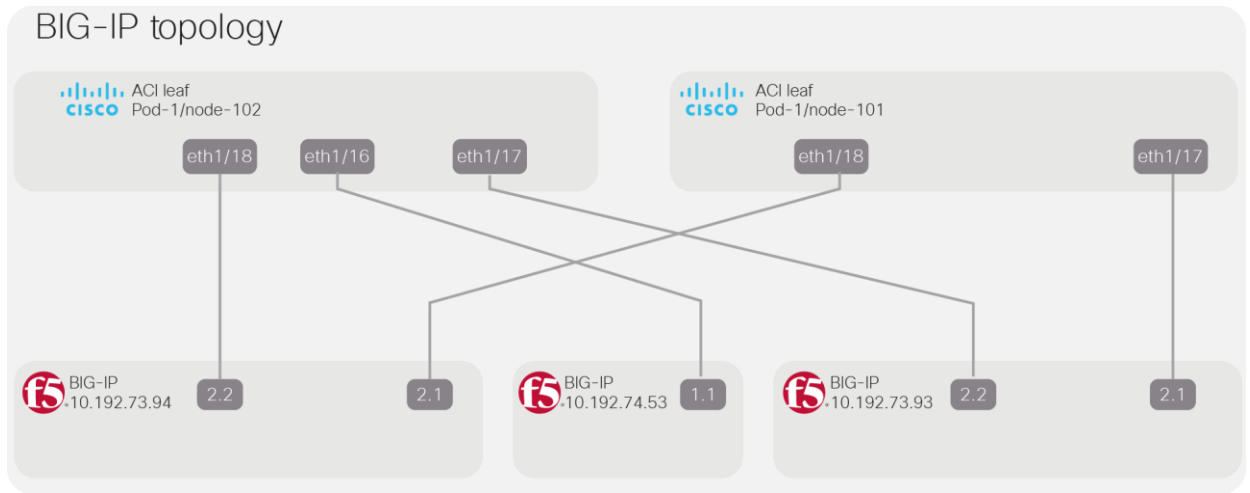 BIG-IP topology
CISCO
ACI leaf
Pod-1/node-102
CISCO
ACI leaf
Pod-1/node-101
eth1/18
eth1/16
eth1/17
eth1/18
eth1/17
f5
BIG-IP
10.192.73.94
2.2
2.1
f5
BIG-IP
10.192.74.53
1.1
f5
BIG-IP
10.192.73.93
2.2
2.1